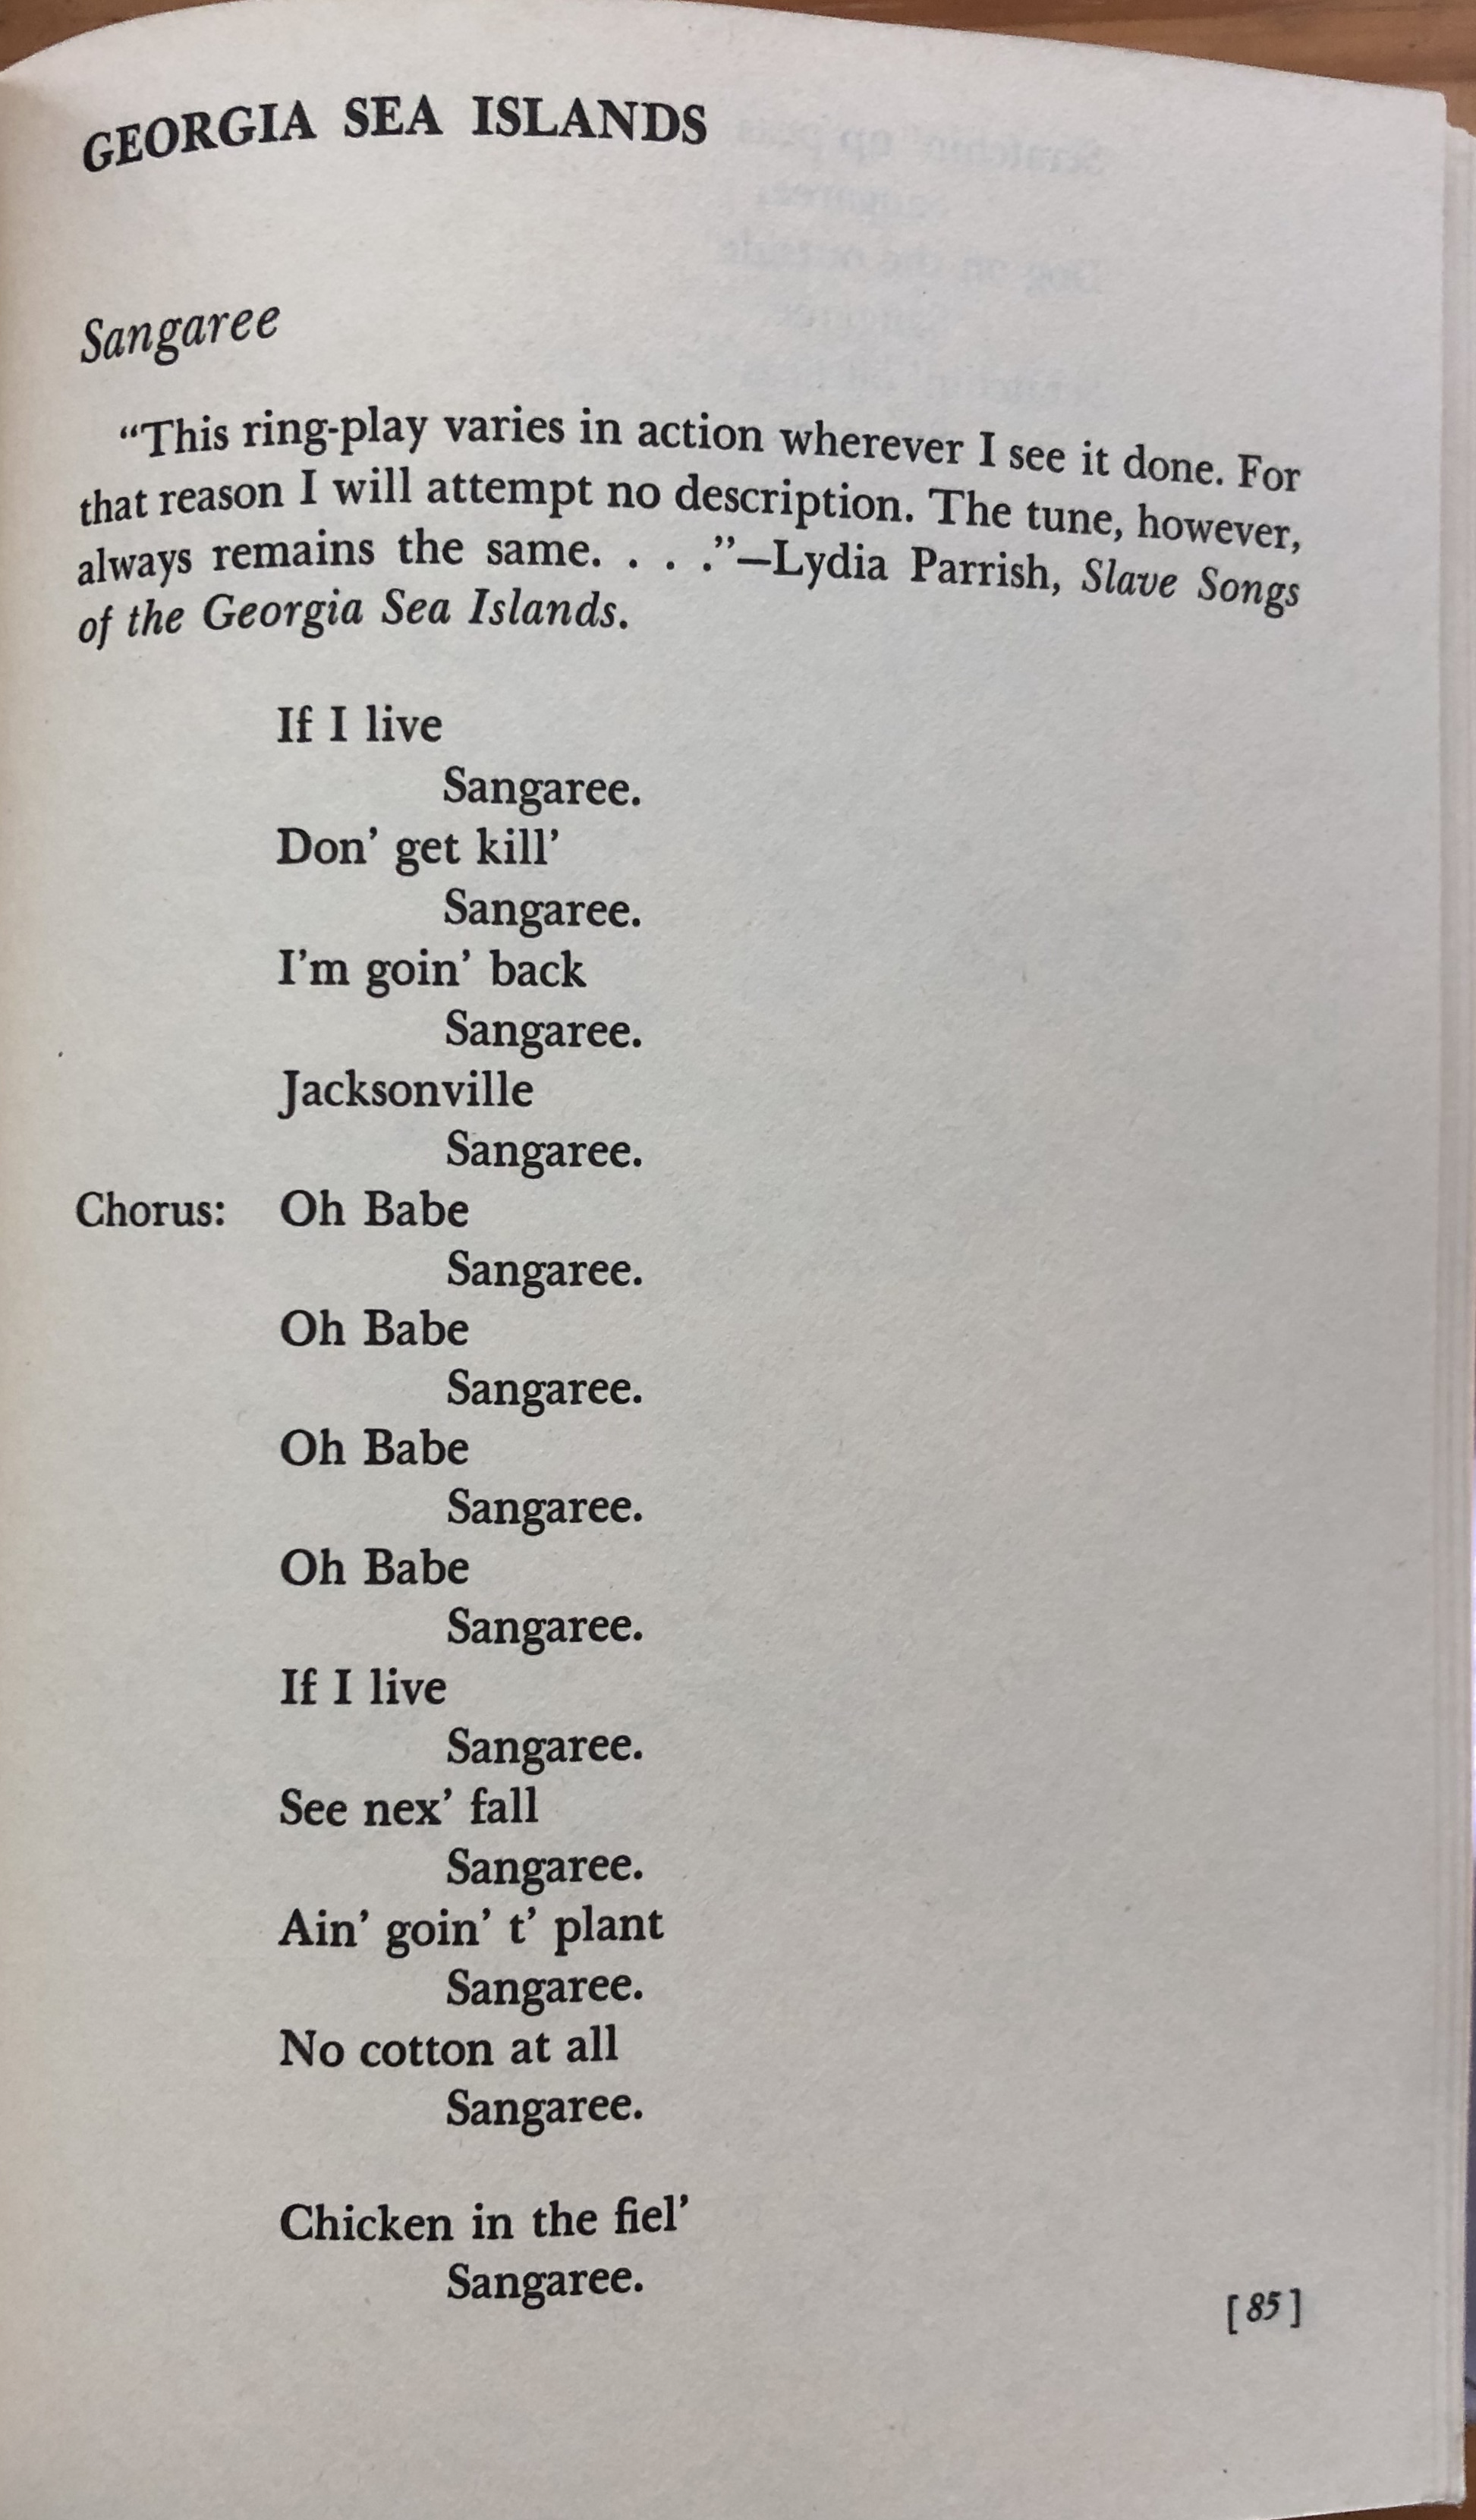 GEORGIA SEA ISLANDS
Sangaree
“This ring-play varies in action wherever I see it done. For
that reason I will attempt no description. The tune, however,
always remains the same. . . .”—Lydia Parrish, Slave Songs
of the Georgia Sea Islands.
If I live
Sangaree.
Don’ get kill’
Sangaree.
I’m goin’ back
Sangaree.
Jacksonville
Sangaree.
Chorus: Oh Babe
Sangaree.
Oh Babe
Sangaree.
Oh Babe
Sangaree.
Oh Babe
Sangaree.
If I live
Sangaree.
See nex’ fall
Sangaree.
Ain’ goin’ t’ plant
Sangaree.
No cotton at all
Sangaree.
Chicken in the fiel’
Sangaree.
[85]